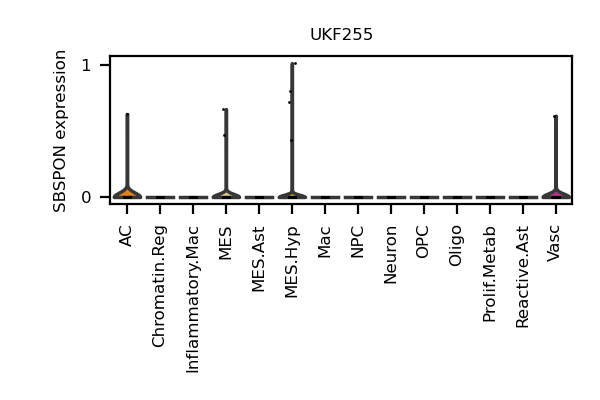 UKF255
SBSPON expression
1
0
AC
Chromatin.Reg
Inflammatory.Mac
MES
MES.Ast
MES.Hyp
Mac
NPC
Neuron
OPC
Oligo
Prolif.Metab
Reactive.Ast
Vasc